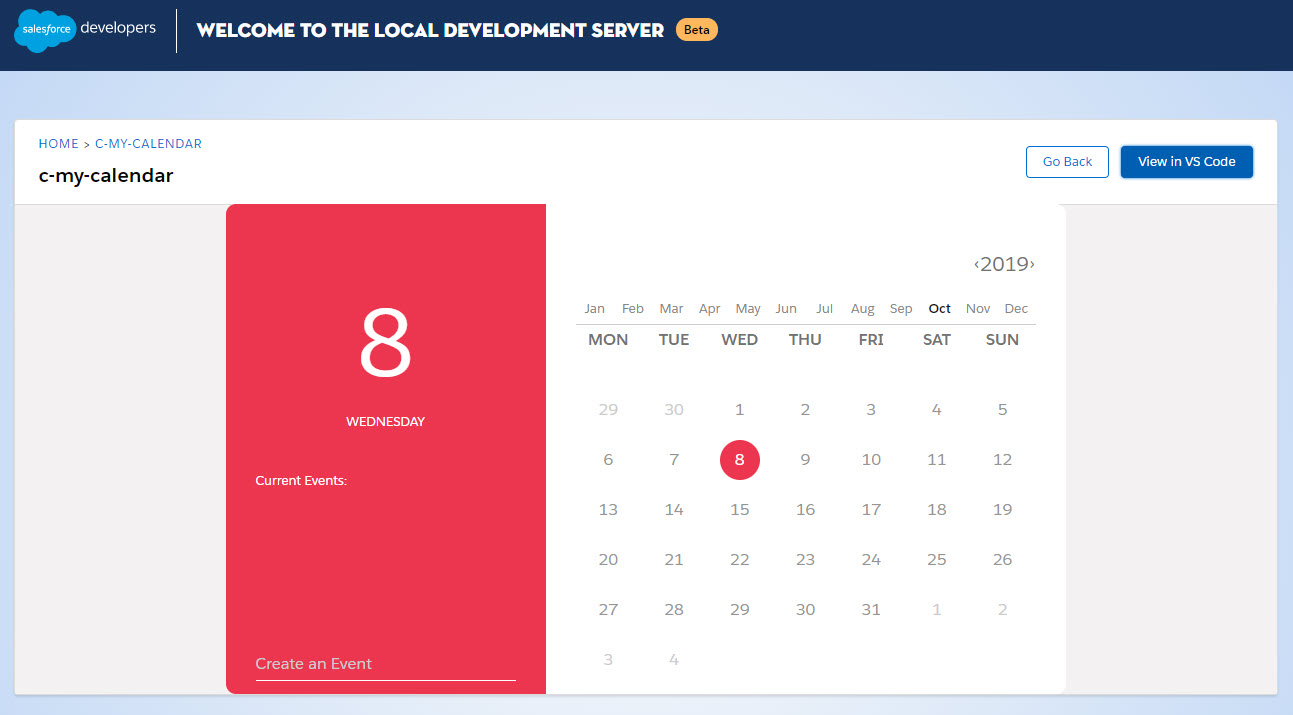 salesforce developers WELCOME TO THE LOCAL DEVELOPMENT SERVER Beta
HOME > C-MY-CALENDAR
c-my-calendar
Go Back View in VS Code
8
WEDNESDAY
Current Events:
Create an Event
‹2019›
Jan Feb Mar Apr May Jun Jul Aug Sep Oct Nov Dec
MON TUE WED THU FRI SAT SUN
29 30 1 2 3 4 5
6 7 8 9 10 11 12
13 14 15 16 17 18 19
20 21 22 23 24 25 26
27 28 29 30 31 1 2
3 4